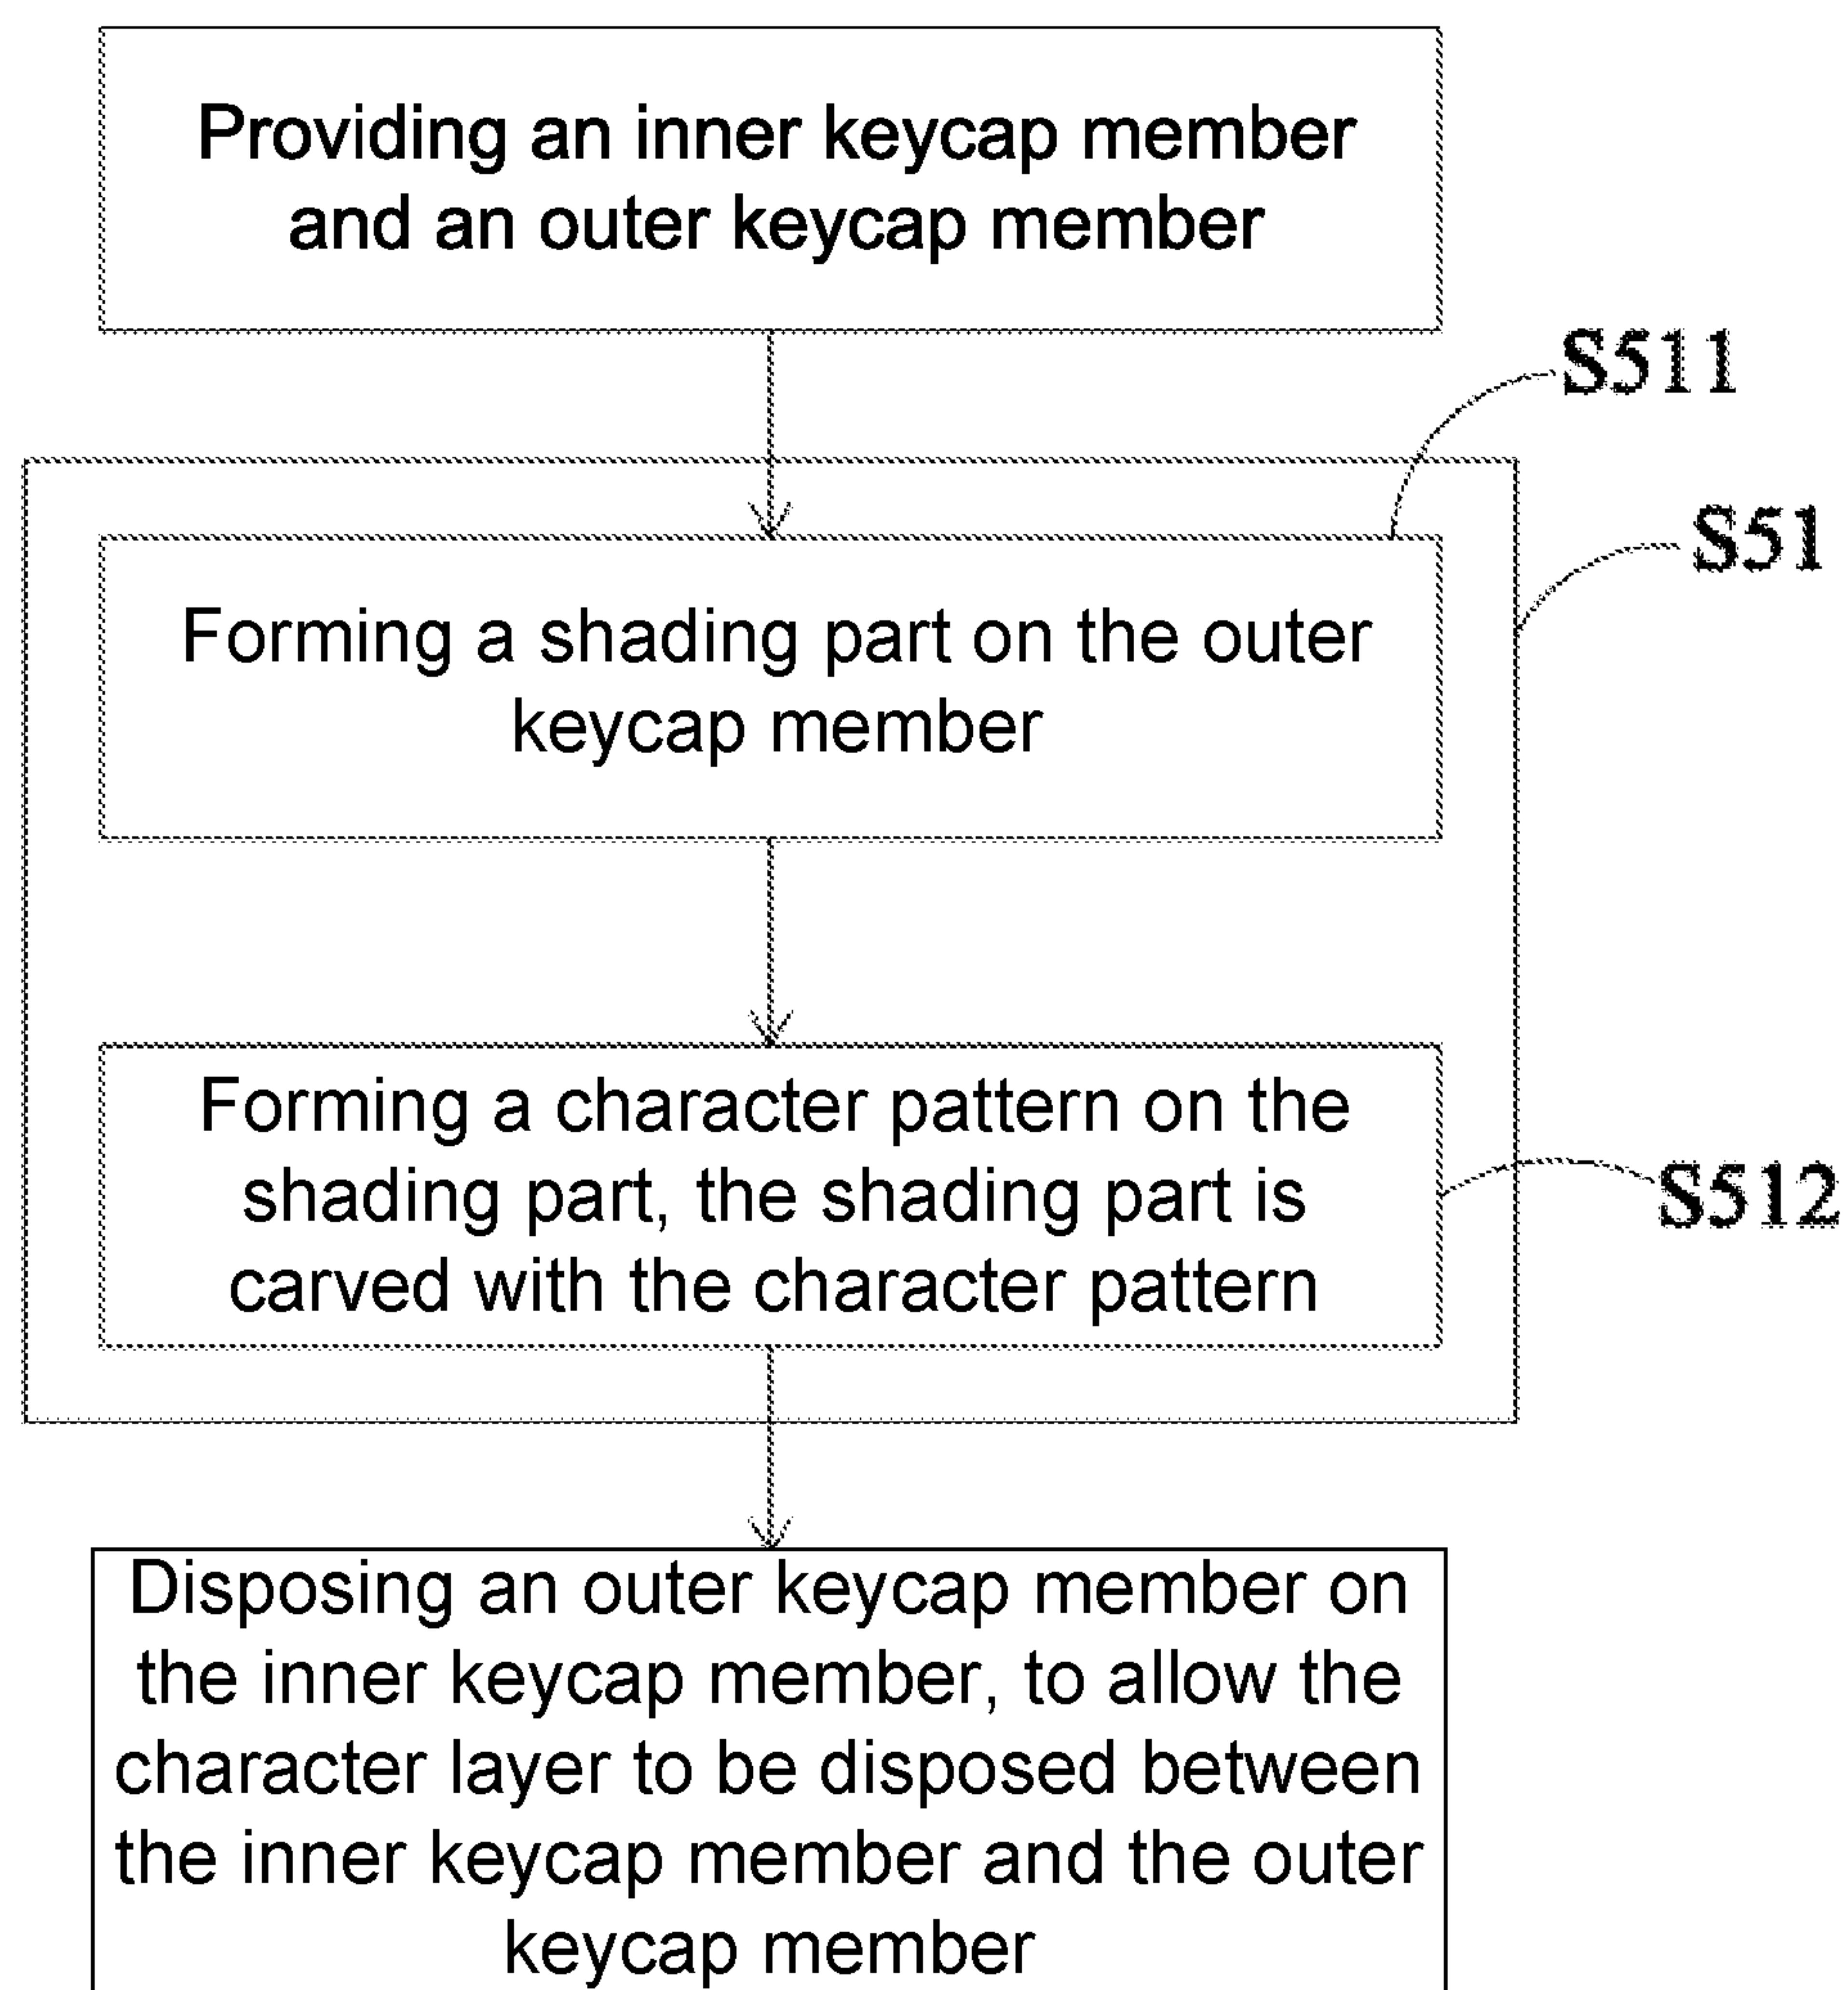 Providing an inner keycap member
and an outer keycap member
S511
S51
Forming a shading part on the outer
keycap member
Forming a character pattern on the
shading part, the shading part is
carved with the character pattern
S512
Disposing an outer keycap member on
the inner keycap member, to allow the
character layer to be disposed between
the inner keycap member and the outer
keycap member